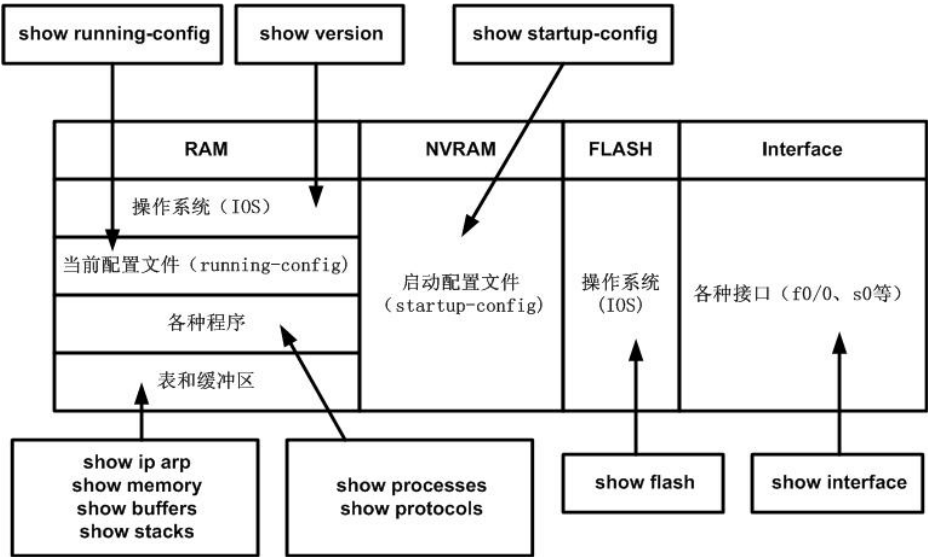 show running-config
show version
show startup-config
RAM
NVRAM
FLASH
Interface
操作系统（IOS）
当前配置文件（running-config)
各种程序
表和缓冲区
启动配置文件
（startup-config)
操作系统
(IOS)
各种接口（f0/0、s0等）
show ip arp
show memory
show buffers
show stacks
show processes
show protocols
show flash
show interface